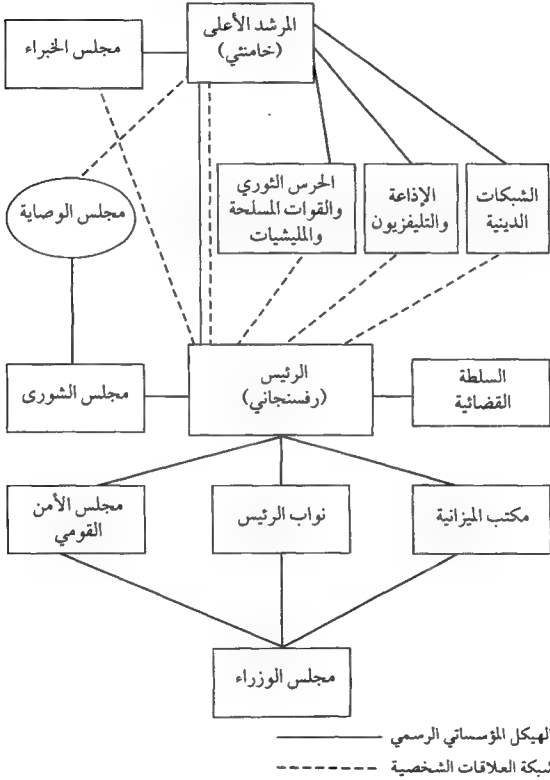 المرشد الأعلى
(خامنئي)
مجلس الخبراء
الشبكات
الدينية
الإذاعة
والتليفزيون
الحرس الثوري
والقوات المسلحة
والمليشيات
مجلس الوصاية
السلطة
القضائية
الرئيس
(رفسنجاني)
مجلس الشورى
مكتب الميزانية
نواب الرئيس
مجلس الأمن
القومي
مجلس الوزراء
الهيكل المؤسساتي الرسمي
شبكة العلاقات الشخصية